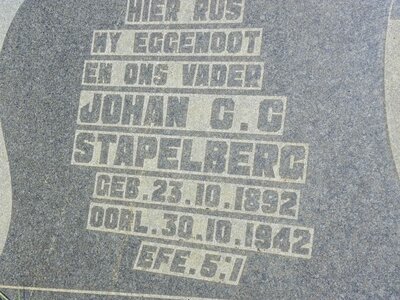 HIER RUS
MY EGGENOOT
EN ONS VADER
JOHAN C.C
STAPELBERG
GEB.23.10.1892
OORL.30.10.1942
EFE.5:1